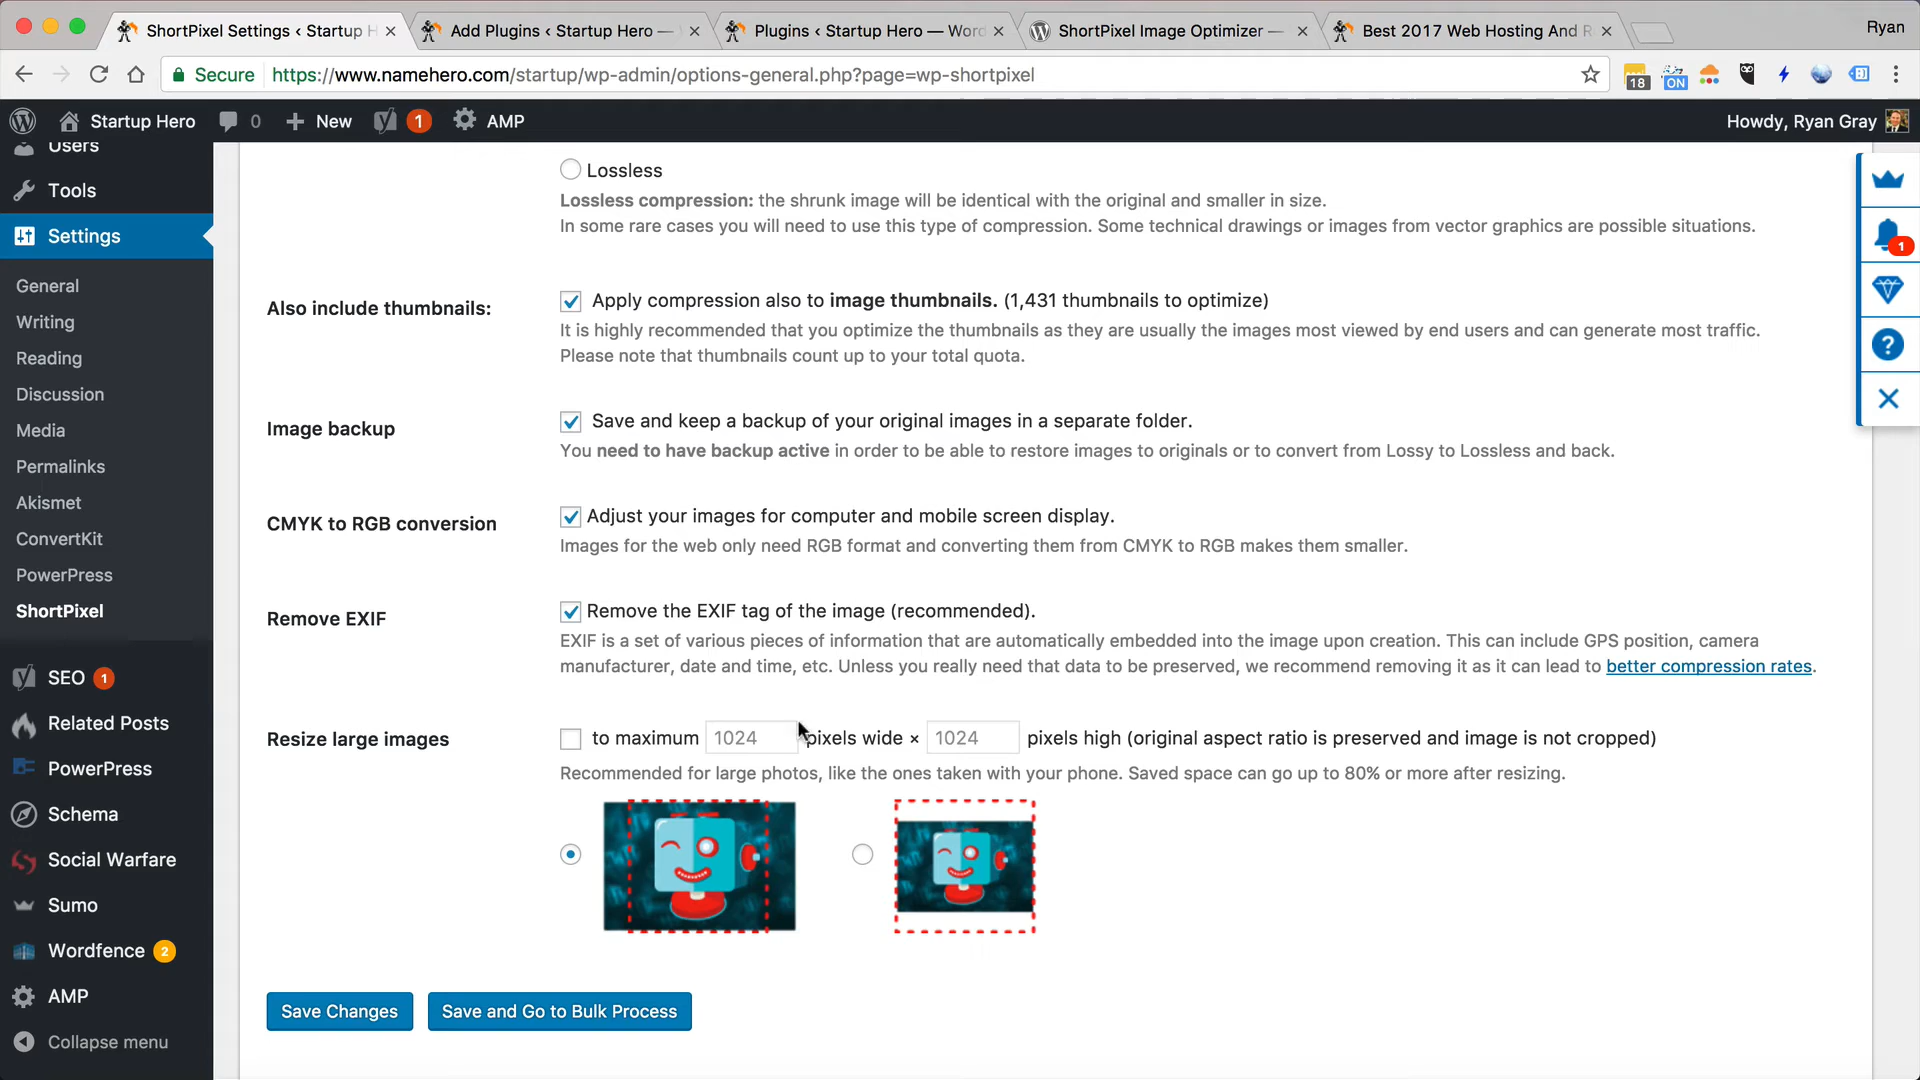 ShortPixel Settings ‹ Startup H
Add Plugins ‹ Startup Hero —
Plugins ‹ Startup Hero — Word
ShortPixel Image Optimizer —
Best 2017 Web Hosting And R
Ryan
Secure https://www.namehero.com/startup/wp-admin/options-general.php?page=wp-shortpixel
18
ON
Startup Hero
0
New
1
AMP
Howdy, Ryan Gray
Users
Tools
Settings
General
Writing
Reading
Discussion
Media
Permalinks
Akismet
ConvertKit
PowerPress
ShortPixel
SEO 1
Related Posts
PowerPress
Schema
Social Warfare
Sumo
Wordfence 2
AMP
Collapse menu
Lossless
Lossless compression: the shrunk image will be identical with the original and smaller in size.
In some rare cases you will need to use this type of compression. Some technical drawings or images from vector graphics are possible situations.
Also include thumbnails:
Apply compression also to image thumbnails. (1,431 thumbnails to optimize)
It is highly recommended that you optimize the thumbnails as they are usually the images most viewed by end users and can generate most traffic.
Please note that thumbnails count up to your total quota.
Image backup
Save and keep a backup of your original images in a separate folder.
You need to have backup active in order to be able to restore images to originals or to convert from Lossy to Lossless and back.
CMYK to RGB conversion
Adjust your images for computer and mobile screen display.
Images for the web only need RGB format and converting them from CMYK to RGB makes them smaller.
Remove EXIF
Remove the EXIF tag of the image (recommended).
EXIF is a set of various pieces of information that are automatically embedded into the image upon creation. This can include GPS position, camera
manufacturer, date and time, etc. Unless you really need that data to be preserved, we recommend removing it as it can lead to better compression rates.
Resize large images
to maximum 1024 pixels wide × 1024 pixels high (original aspect ratio is preserved and image is not cropped)
Recommended for large photos, like the ones taken with your phone. Saved space can go up to 80% or more after resizing.
Save Changes
Save and Go to Bulk Process
1
?